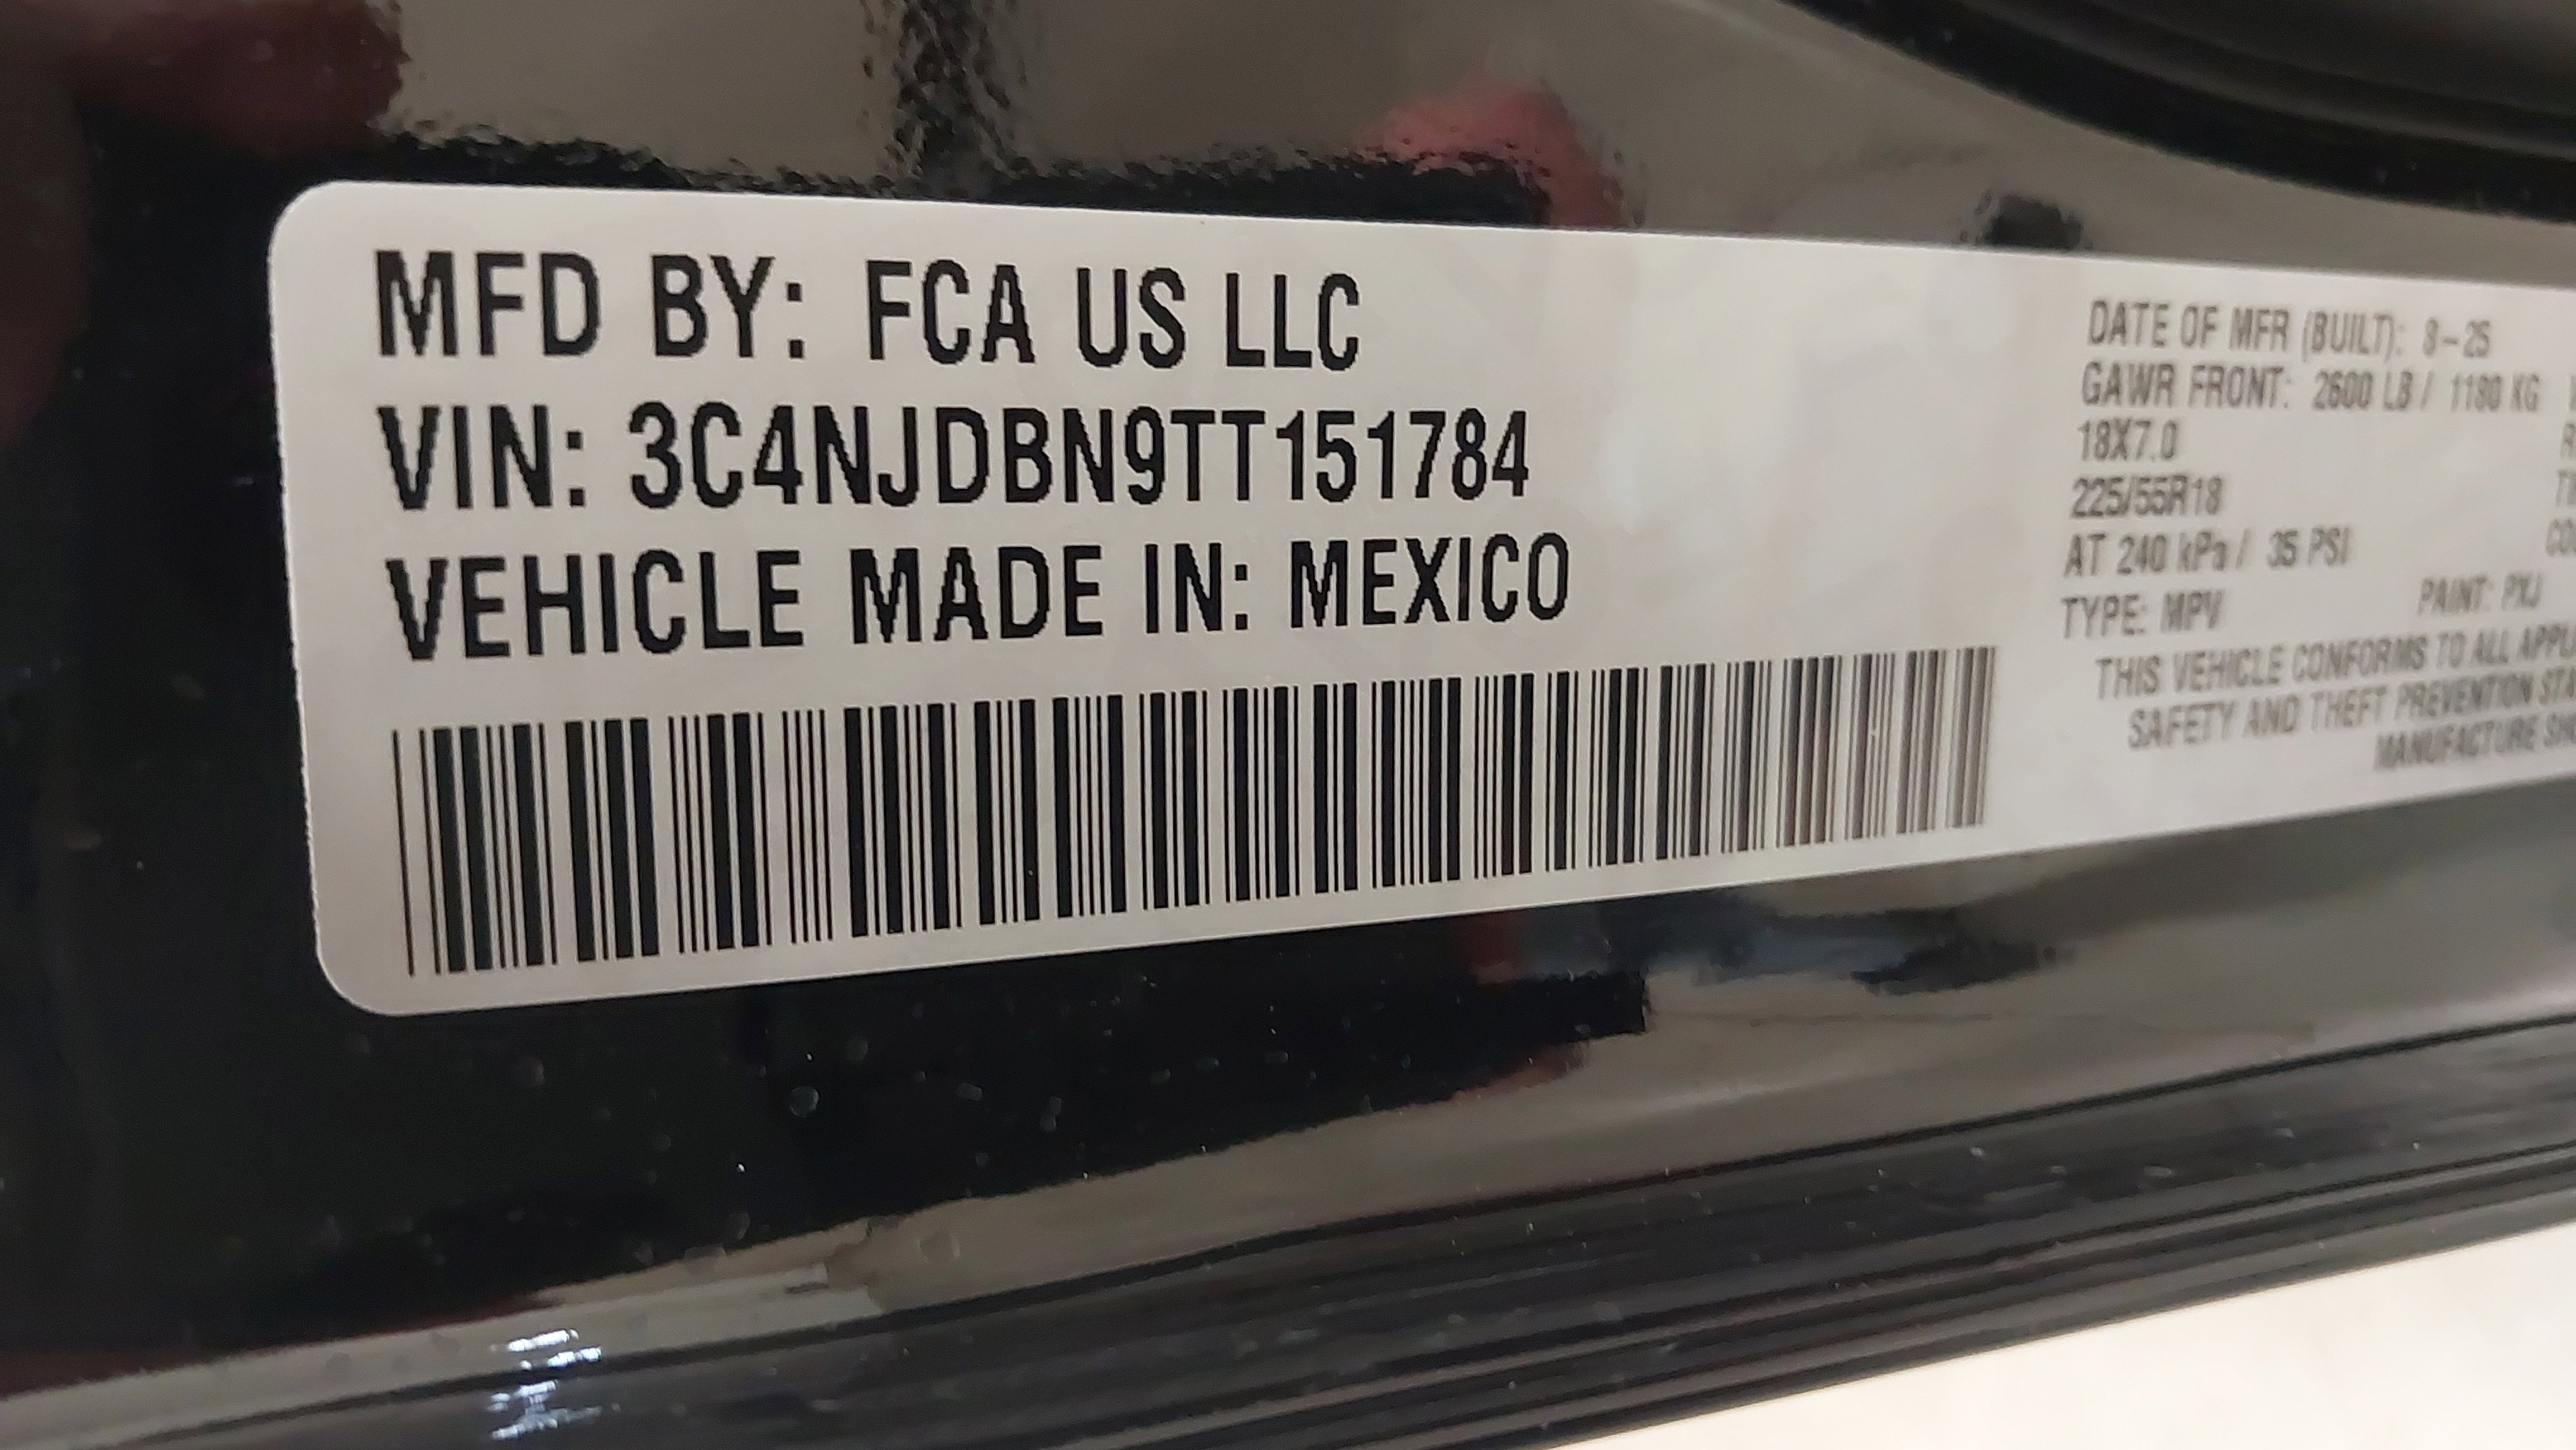 MFD BY: FCA US LLC
VIN: 3C4NJDBN9TT151784
VEHICLE MADE IN: MEXICO
DATE OF MFR (BUILT): 8-25
GAWR FRONT: 2600 LB / 1180 KG
18X7.0
225/55R18
AT 240 kPa / 35 PSI
TYPE: MPV PAINT: PXJ
THIS VEHICLE CONFORMS TO ALL
SAFETY AND THEFT PREVENTION
MANUFACTURE